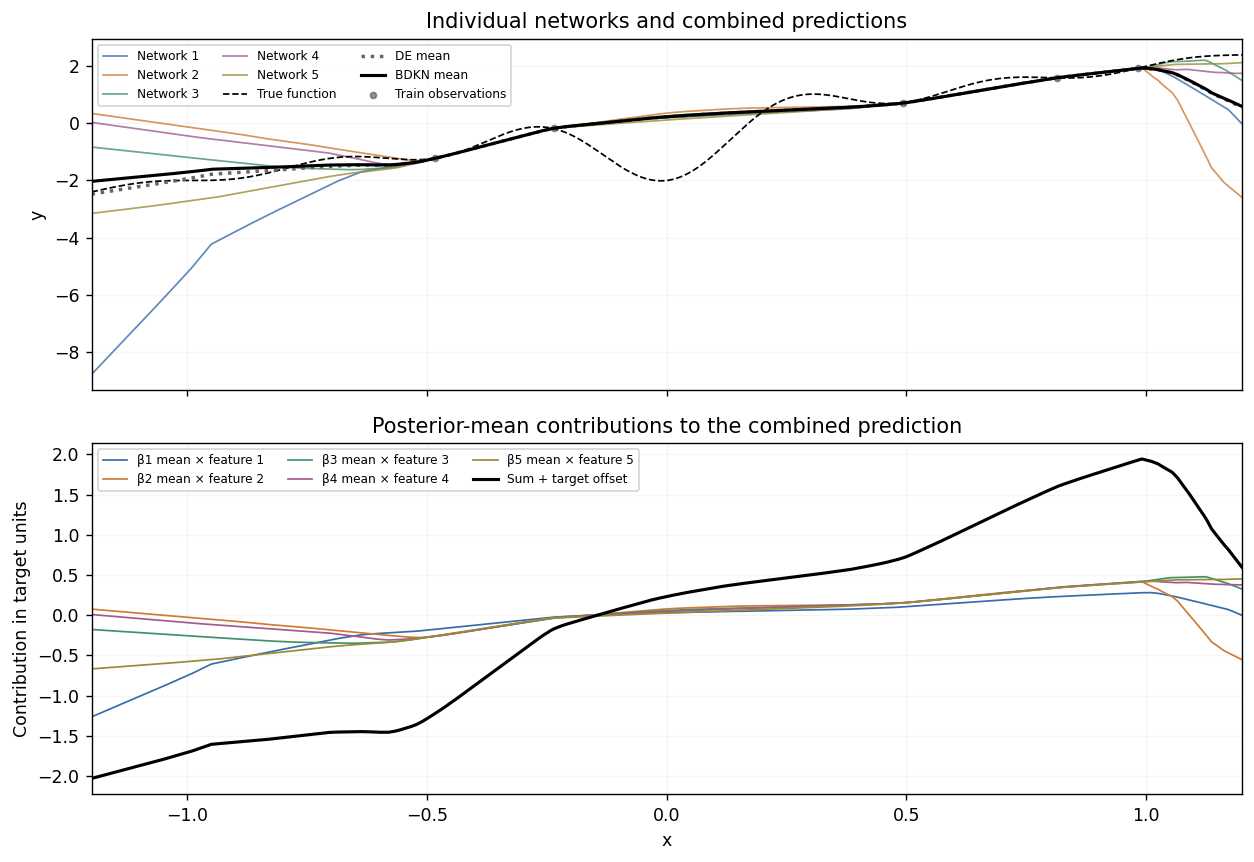 Individual networks and combined predictions
Network 1
Network 2
Network 3
Network 4
Network 5
True function
DE mean
BDKN mean
Train observations
2
0
−2
−4
−6
−8
y
Posterior-mean contributions to the combined prediction
β1 mean × feature 1
β2 mean × feature 2
β3 mean × feature 3
β4 mean × feature 4
β5 mean × feature 5
Sum + target offset
2.0
1.5
1.0
0.5
0.0
−0.5
−1.0
−1.5
−2.0
Contribution in target units
−1.0
−0.5
0.0
0.5
1.0
x